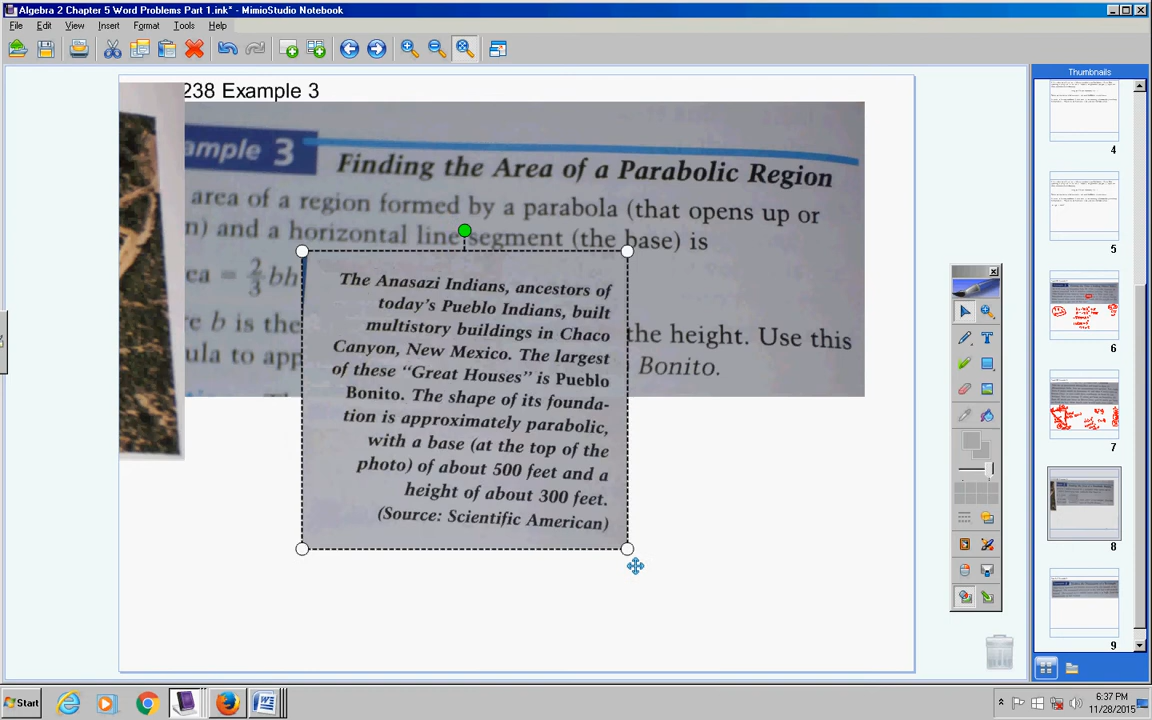 Algebra 2 Chapter 5 Word Problems Part 1.ink* - MimioStudio Notebook
File Edit View Insert Format Tools Help
Thumbnails
238 Example 3
ample 3
Finding the Area of a Parabolic Region
area of a region formed by a parabola (that opens up or
n) and a horizontal line segment (the base) is
ea = 2/3 bh
re b is the
the height. Use this
ula to app
Bonito.
The Anasazi Indians, ancestors of
today's Pueblo Indians, built
multistory buildings in Chaco
Canyon, New Mexico. The largest
of these “Great Houses” is Pueblo
Bonito. The shape of its founda-
tion is approximately parabolic,
with a base (at the top of the
photo) of about 500 feet and a
height of about 300 feet.
(Source: Scientific American)
4
5
6
7
8
9
Start
6:37 PM
11/28/2015